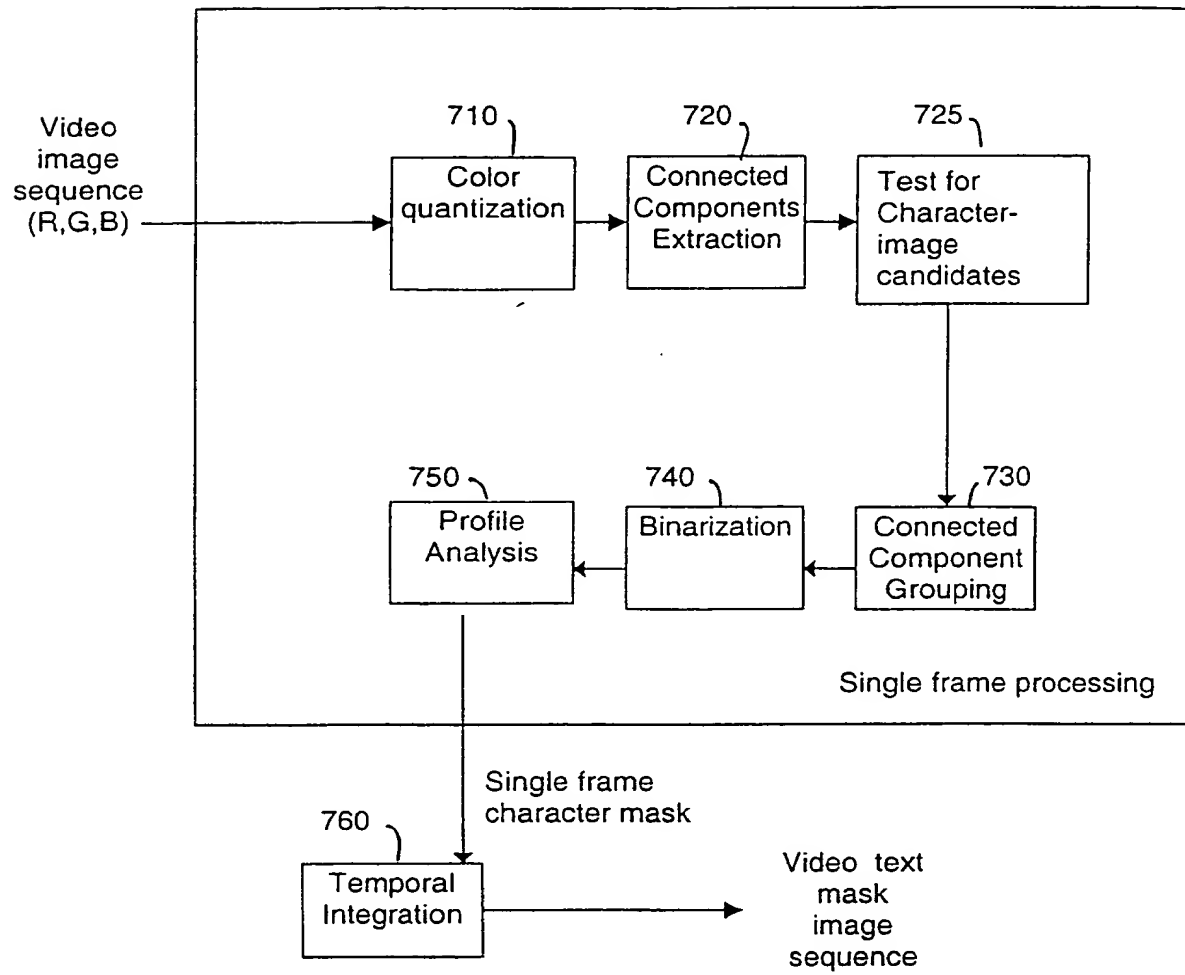 Video
image
sequence
(R,G,B)
710
Color
quantization
720
Connected
Components
Extraction
725
Test for
Character-
image
candidates
750
Profile
Analysis
740
Binarization
730
Connected
Component
Grouping
Single frame processing
Single frame
character mask
760
Temporal
Integration
Video text
mask
image
sequence